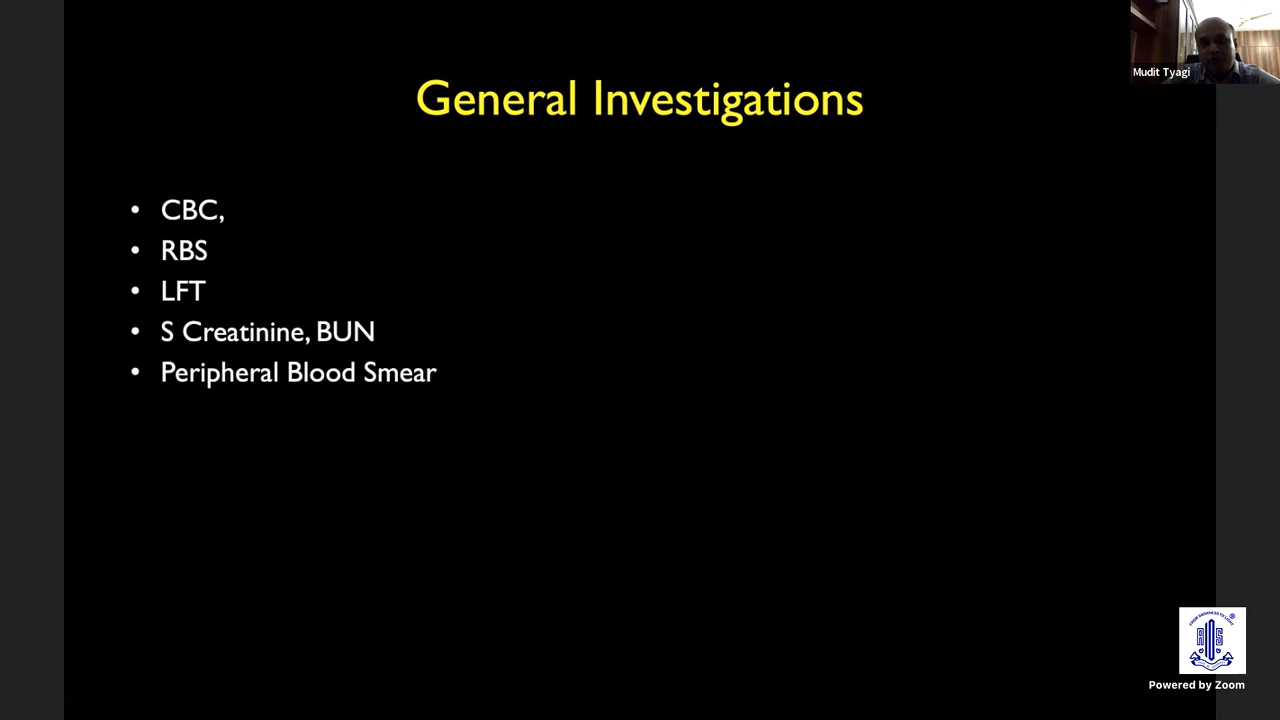 Mudit Tyagi
General Investigations
• CBC,
• RBS
• LFT
• S Creatinine, BUN
• Peripheral Blood Smear
Powered by Zoom